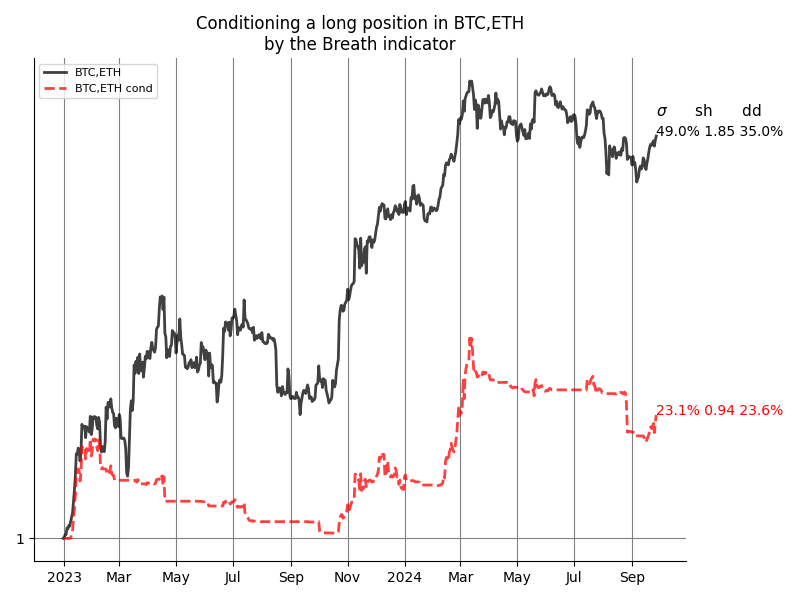 Conditioning a long position in BTC,ETH
by the Breath indicator
BTC,ETH
BTC,ETH cond
σ sh dd
49.0% 1.85 35.0%
23.1% 0.94 23.6%
1
2023 Mar May Jul Sep Nov 2024 Mar May Jul Sep